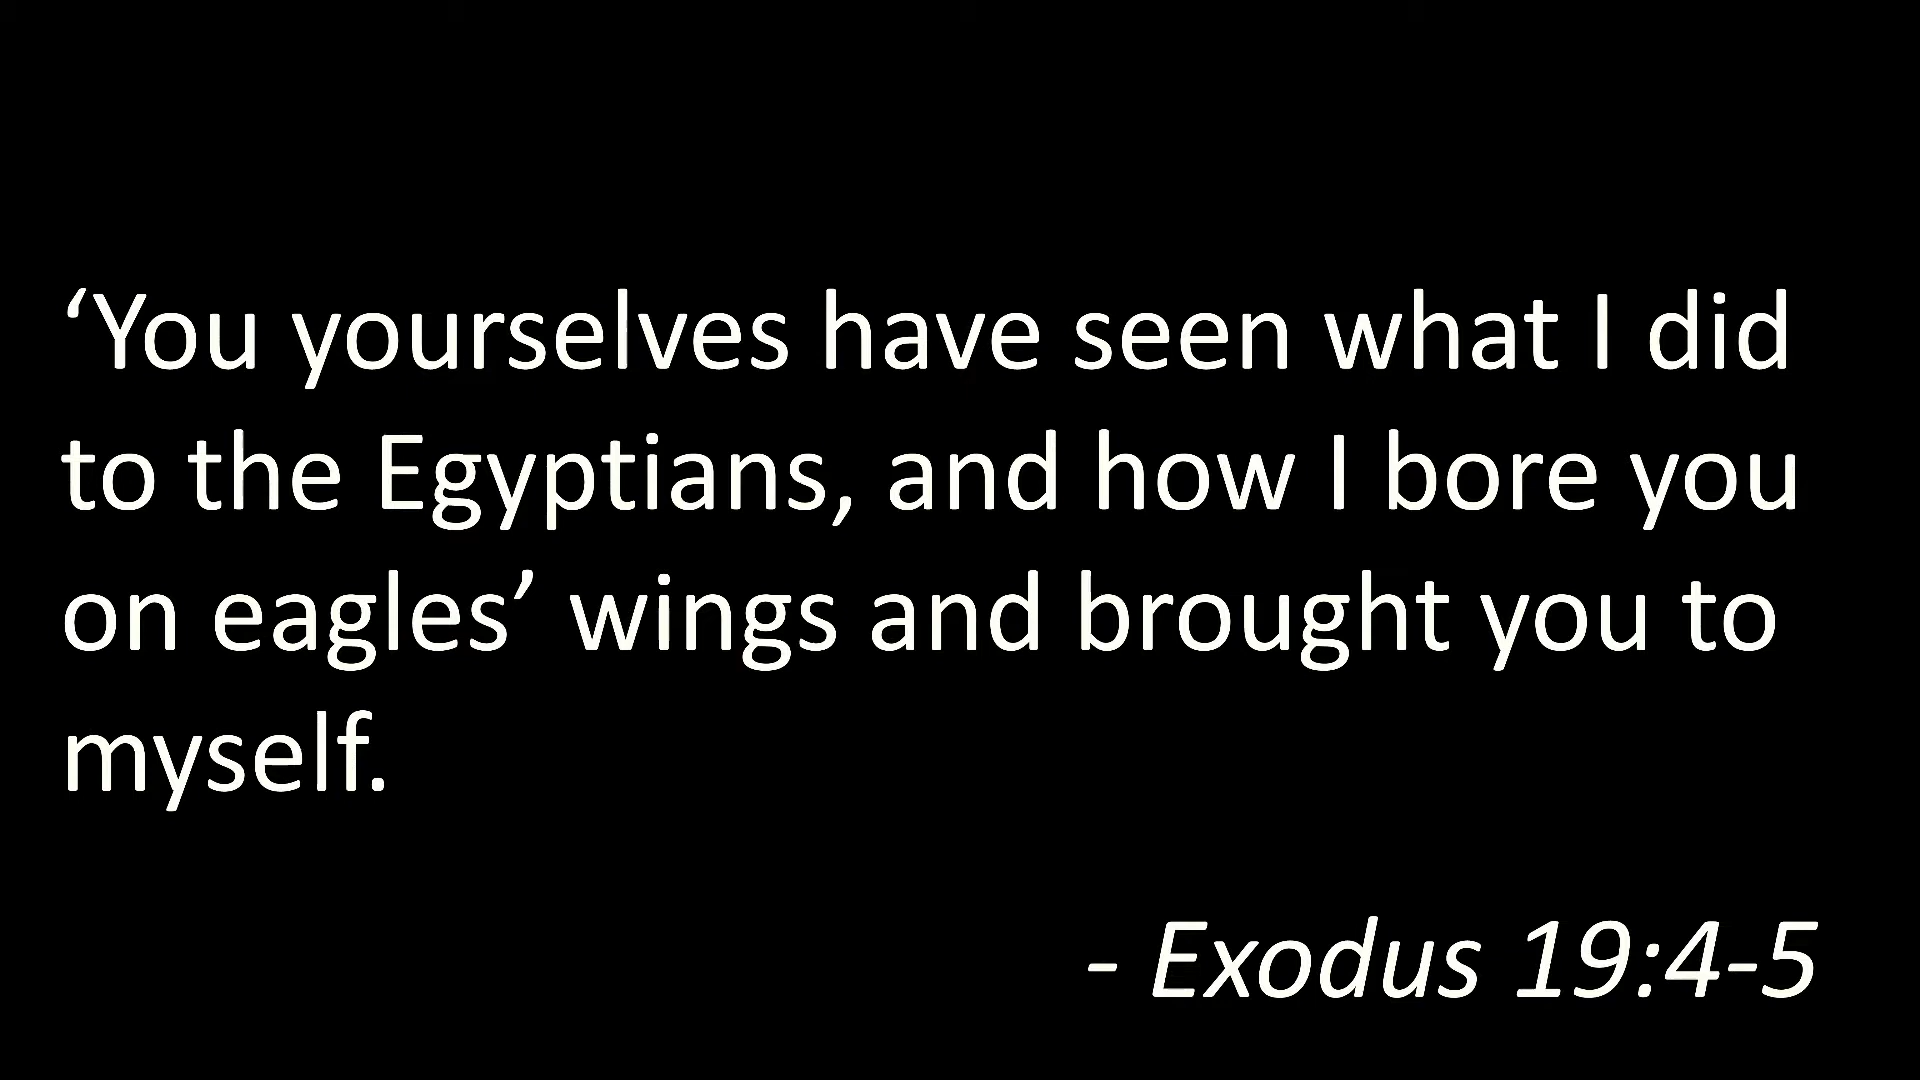 ‘You yourselves have seen what I did
to the Egyptians, and how I bore you
on eagles’ wings and brought you to
myself.
- Exodus 19:4-5